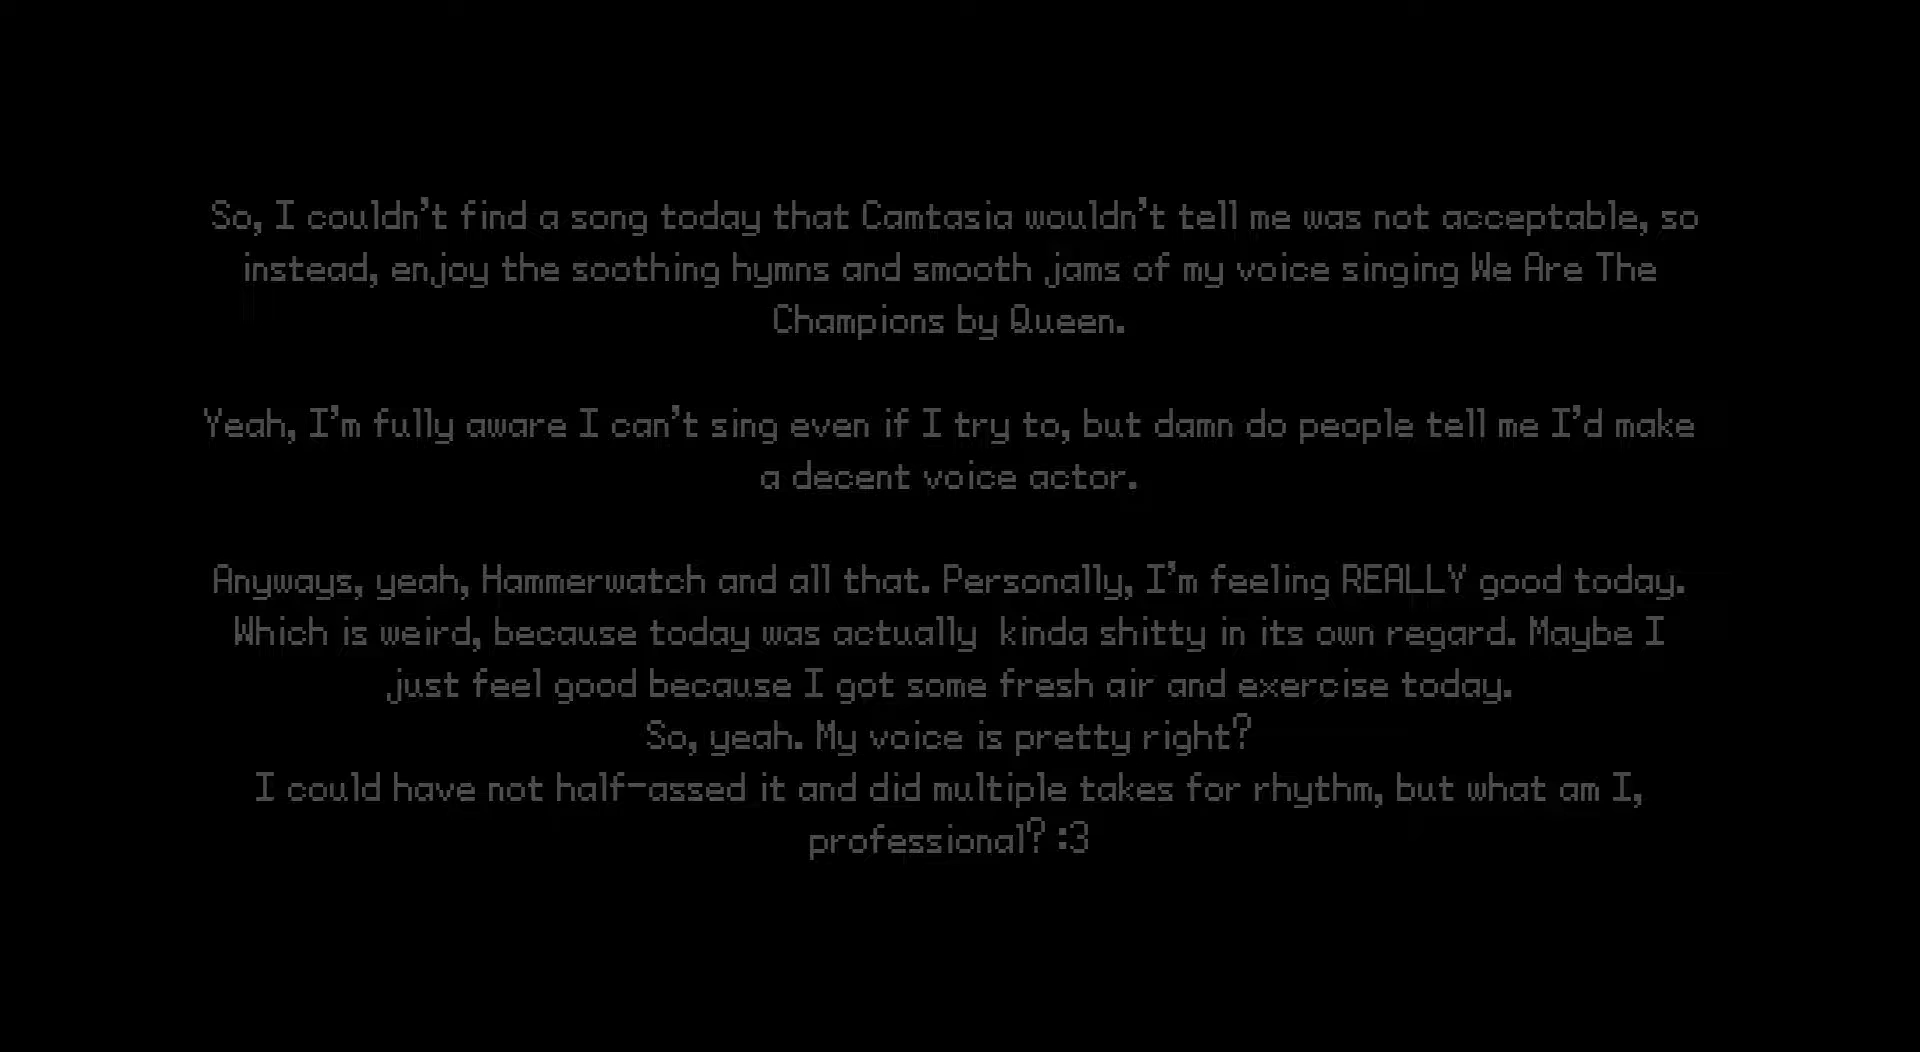 So, I couldn't find a song today that Camtasia wouldn't tell me was not acceptable, so
instead, enjoy the soothing hymns and smooth jams of my voice singing We Are The
Champions by Queen.
Yeah, I'm fully aware I can't sing even if I try to, but damn do people tell me I'd make
a decent voice actor.
Anyways, yeah, Hammerwatch and all that. Personally, I'm feeling REALLY good today.
Which is weird, because today was actually  kinda shitty in its own regard. Maybe I
just feel good because I got some fresh air and exercise today.
So, yeah. My voice is pretty right?
I could have not half-assed it and did multiple takes for rhythm, but what am I,
professional? :3